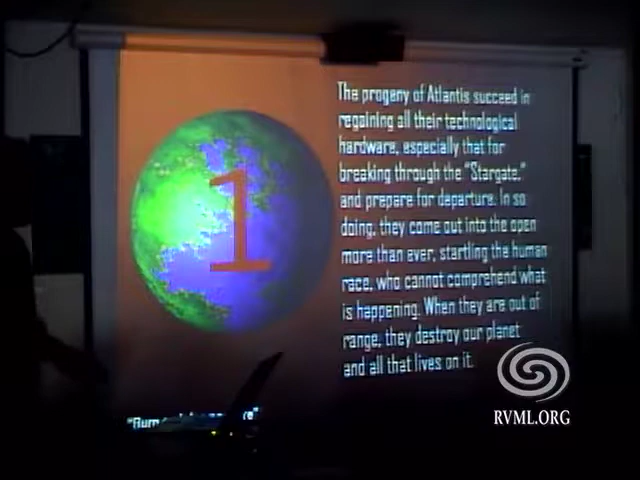 1
The progeny of Atlantis succeed in
regaining all their technological
hardware, especially that for
breaking through the "Stargate,"
and prepare for departure. In so
doing, they come out into the open
more than ever, startling the human
race, who cannot comprehend what
is happening. When they are out of
range, they destroy our planet
and all that lives on it.
RVML.ORG